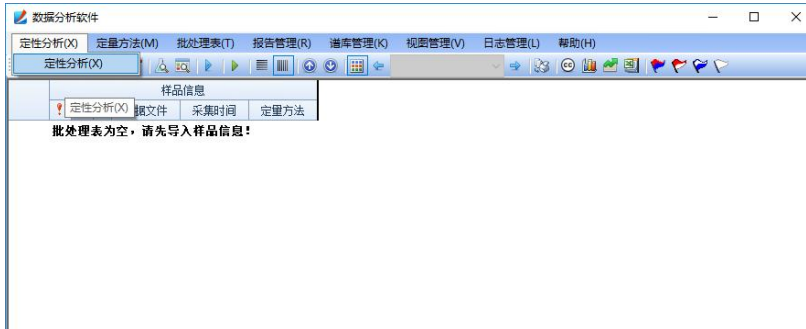 数据分析软件
定性分析(X) 定量方法(M) 批处理表(T) 报告管理(R) 谱库管理(K) 视图管理(V) 日志管理(L) 帮助(H)
定性分析(X)
样品信息
定性分析(X) 据文件 采集时间 定量方法
批处理表为空，请先导入样品信息！